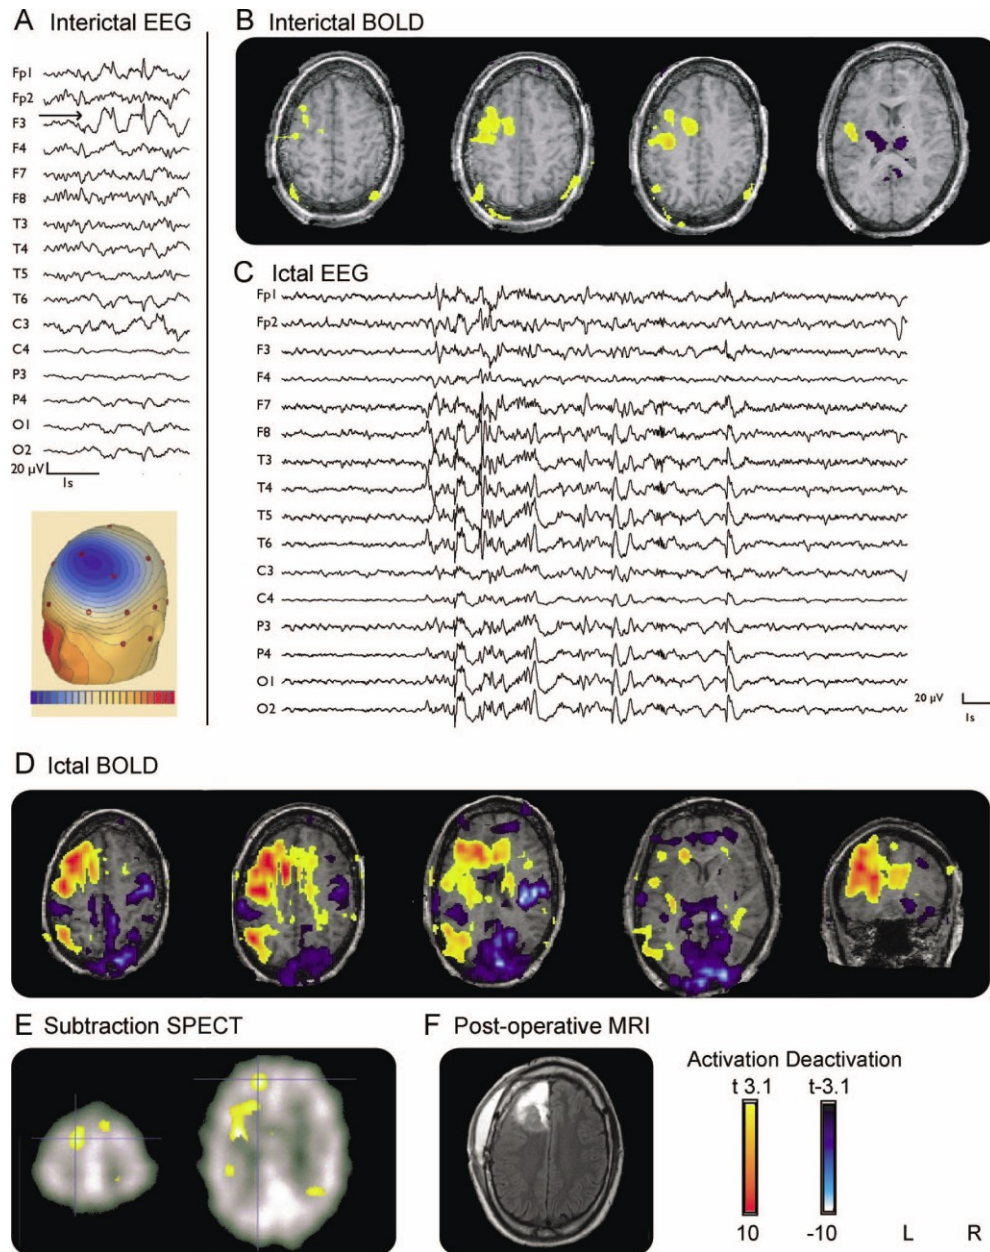 A Interictal EEG
Fp1
Fp2
F3
F4
F7
F8
T3
T4
T5
T6
C3
C4
P3
P4
O1
O2
20 µV
1s
B Interictal BOLD
C Ictal EEG
Fp1
Fp2
F3
F4
F7
F8
T3
T4
T5
T6
C3
C4
P3
P4
O1
O2
20 µV
1s
D Ictal BOLD
E Subtraction SPECT
F Post-operative MRI
Activation Deactivation
t 3.1 t-3.1
10 -10 L R